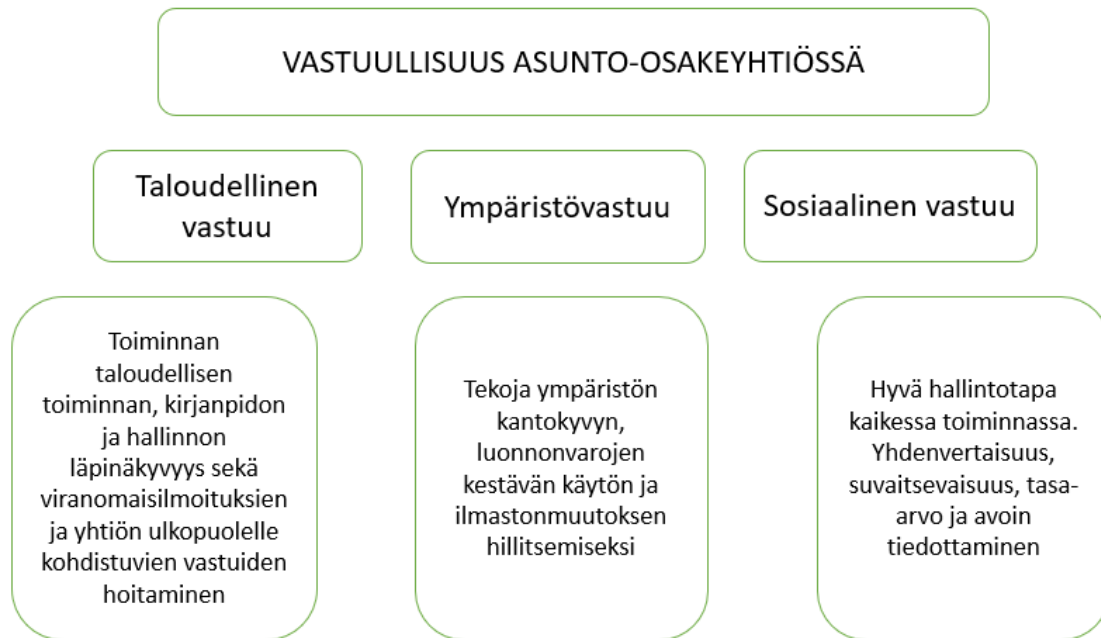 VASTUULLISUUS ASUNTO-OSAKEYHTIÖSSÄ
Taloudellinen
vastuu
Ympäristövastuu
Sosiaalinen vastuu
Toiminnan
taloudellisen
toiminnan, kirjanpidon
ja hallinnon
läpinäkyvyys sekä
viranomaisilmoituksien
ja yhtiön ulkopuolelle
kohdistuvien vastuiden
hoitaminen
Tekoja ympäristön
kantokyvyn,
luonnonvarojen
kestävän käytön ja
ilmastonmuutoksen
hillitsemiseksi
Hyvä hallintotapa
kaikessa toiminnassa.
Yhdenvertaisuus,
suvaitsevaisuus, tasa-
arvo ja avoin
tiedottaminen